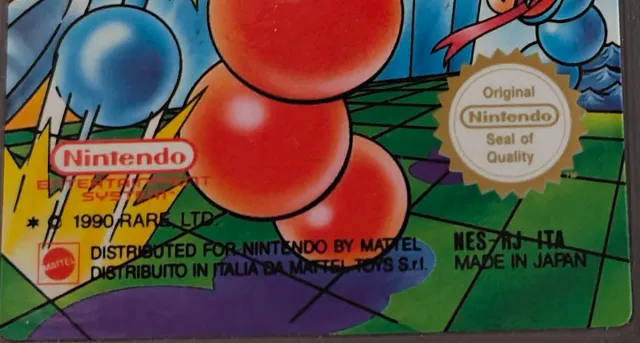 Original
Nintendo
Seal of
Quality
Nintendo
ENTERTAINMENT
SYSTEM
* © 1990 RARE, LTD.
MATTEL
DISTRIBUTED FOR NINTENDO BY MATTEL
DISTRIBUITO IN ITALIA DA MATTEL TOYS S.r.l.
NES-RJ ITA
MADE IN JAPAN